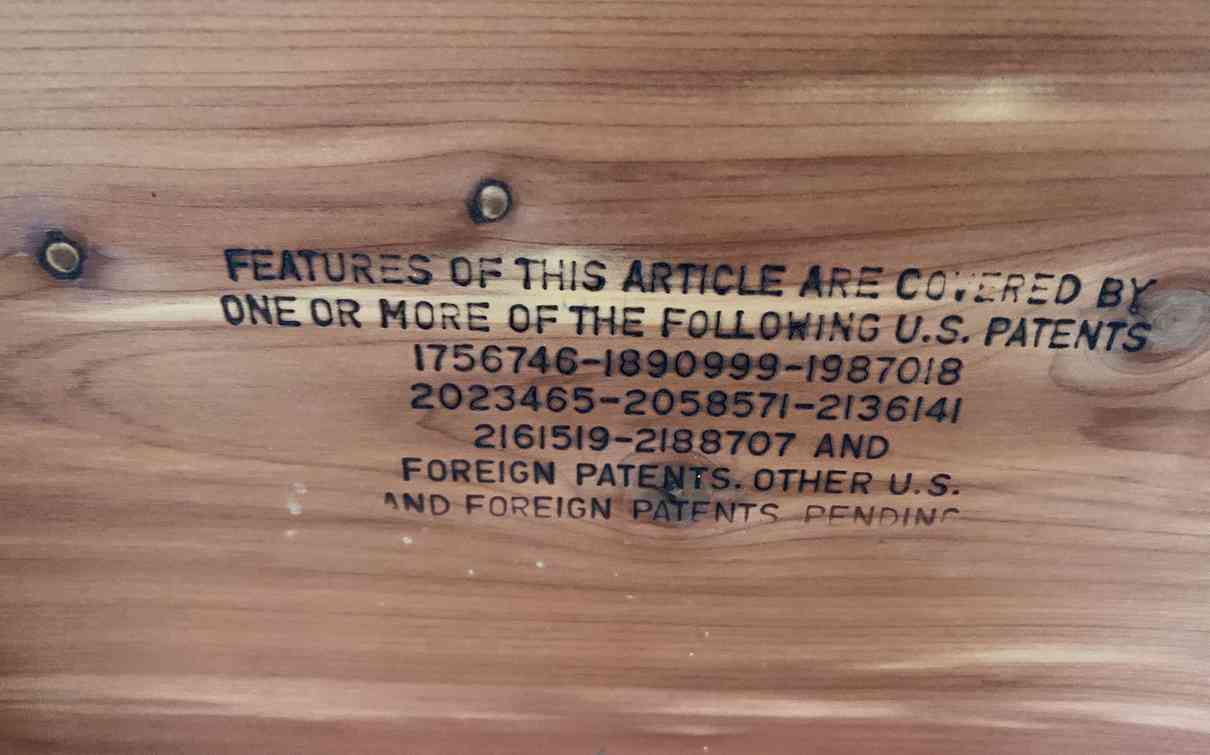 FEATURES OF THIS ARTICLE ARE COVERED BY
ONE OR MORE OF THE FOLLOWING U.S. PATENTS
1756746-1890999-1987018
2023465-2058571-2136141
2161519-2188707 AND
FOREIGN PATENTS. OTHER U.S.
AND FOREIGN PATENTS PENDING